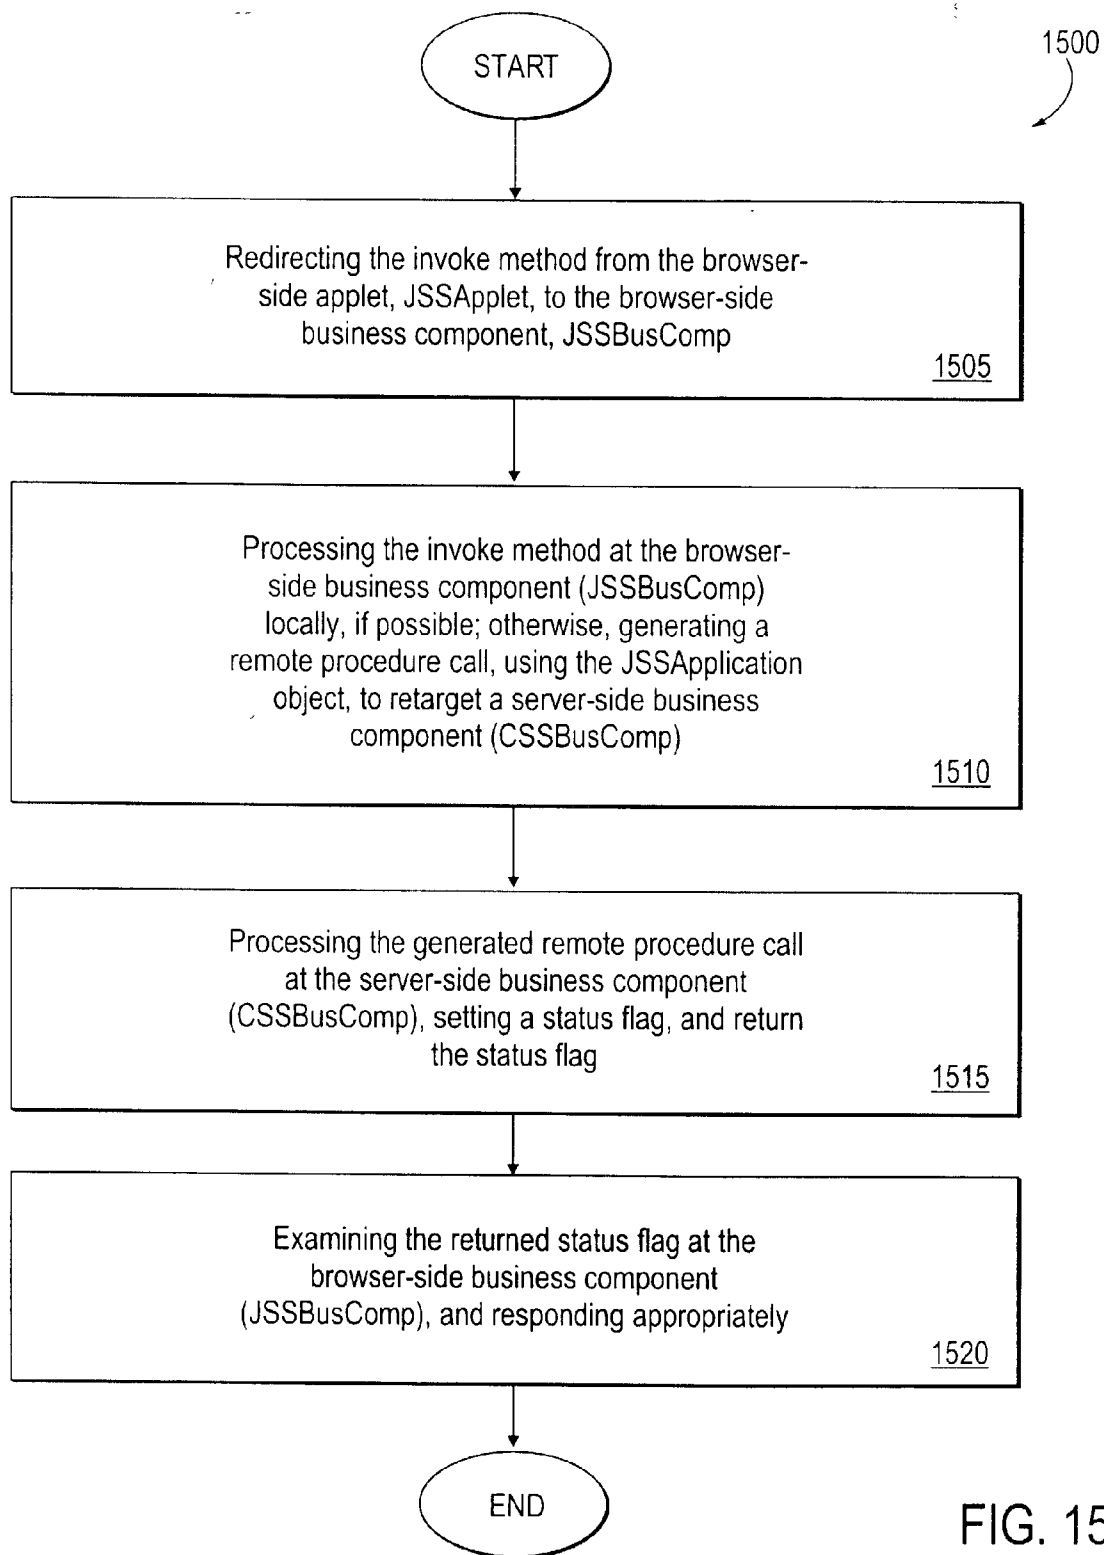 START
1500
Redirecting the invoke method from the browser-
side applet, JSSApplet, to the browser-side
business component, JSSBusComp
1505
Processing the invoke method at the browser-
side business component (JSSBusComp)
locally, if possible; otherwise, generating a
remote procedure call, using the JSSApplication
object, to retarget a server-side business
component (CSSBusComp)
1510
Processing the generated remote procedure call
at the server-side business component
(CSSBusComp), setting a status flag, and return
the status flag
1515
Examining the returned status flag at the
browser-side business component
(JSSBusComp), and responding appropriately
1520
END
FIG. 15